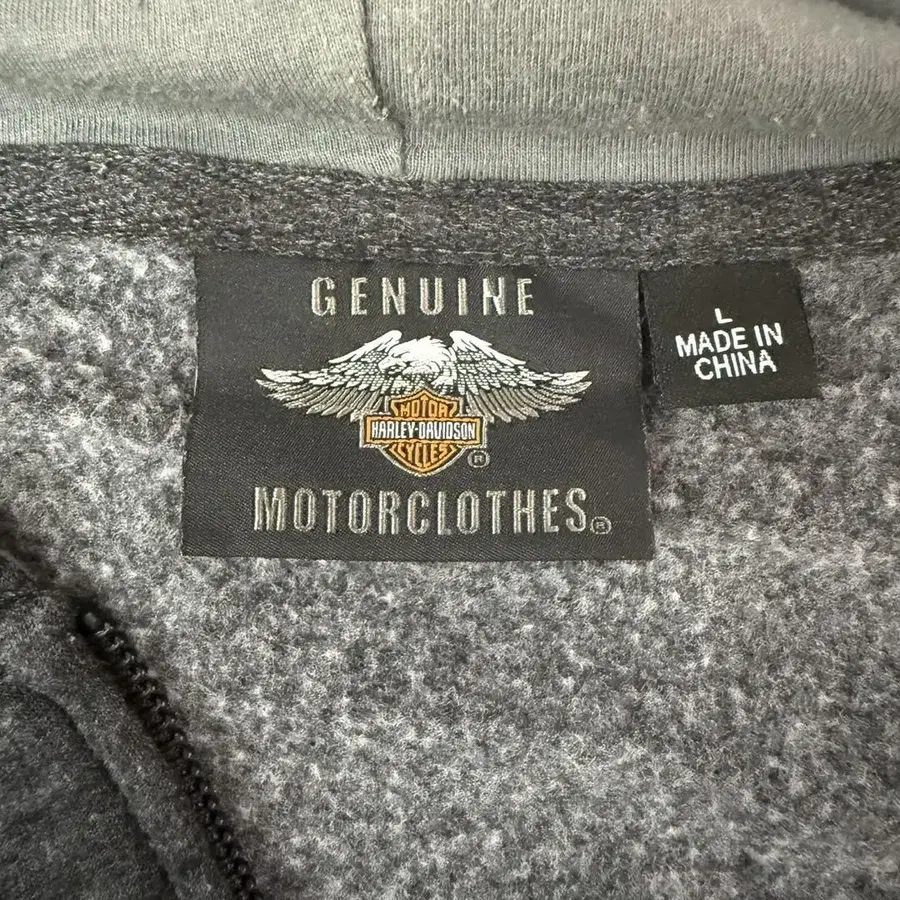 GENUINE
MOTOR
HARLEY-DAVIDSON
CYCLES
®
MOTORCLOTHES®
L
MADE IN
CHINA